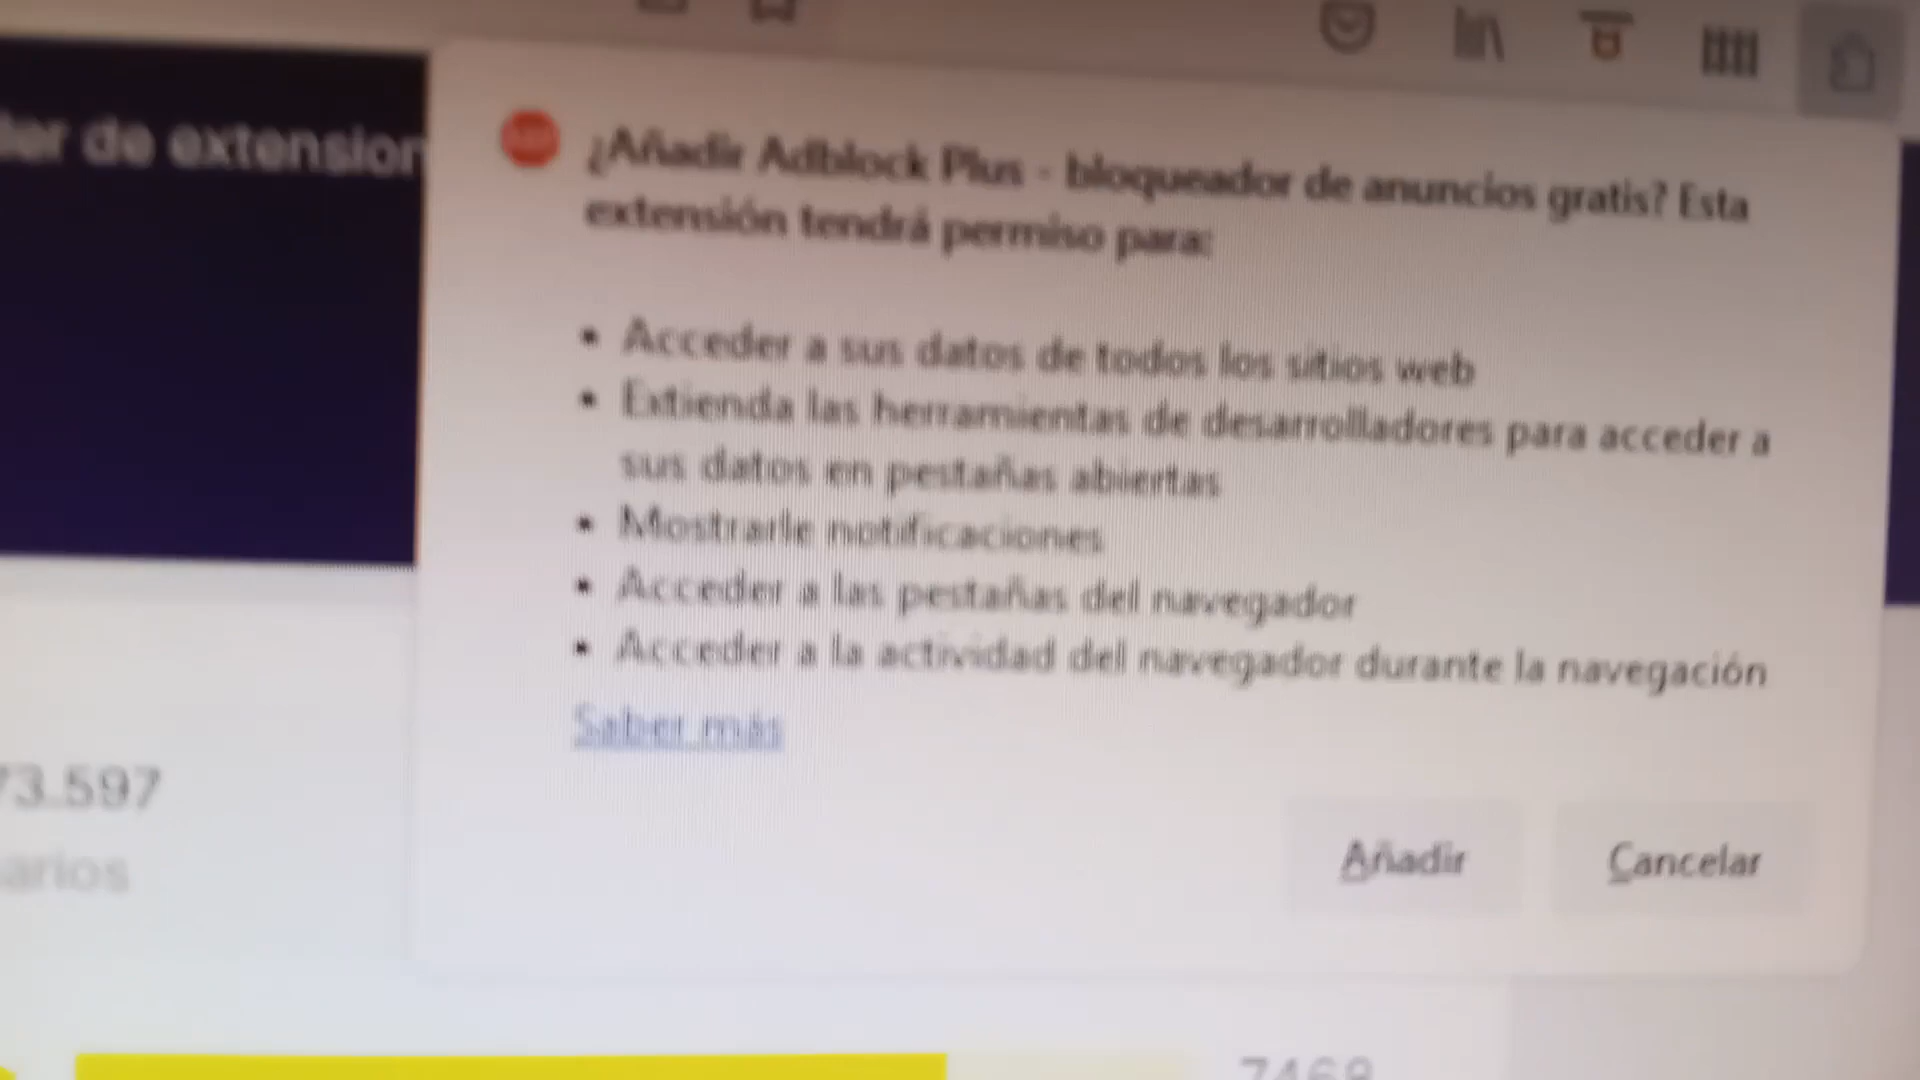 der de extension
¿Añadir Adblock Plus - bloqueador de anuncios gratis? Esta
extensión tendrá permiso para:
• Acceder a sus datos de todos los sitios web
• Extienda las herramientas de desarrolladores para acceder a
sus datos en pestañas abiertas
• Mostrarle notificaciones
• Acceder a las pestañas del navegador
• Acceder a la actividad del navegador durante la navegación
Saber más
73.597
arios
Añadir
Cancelar
7468